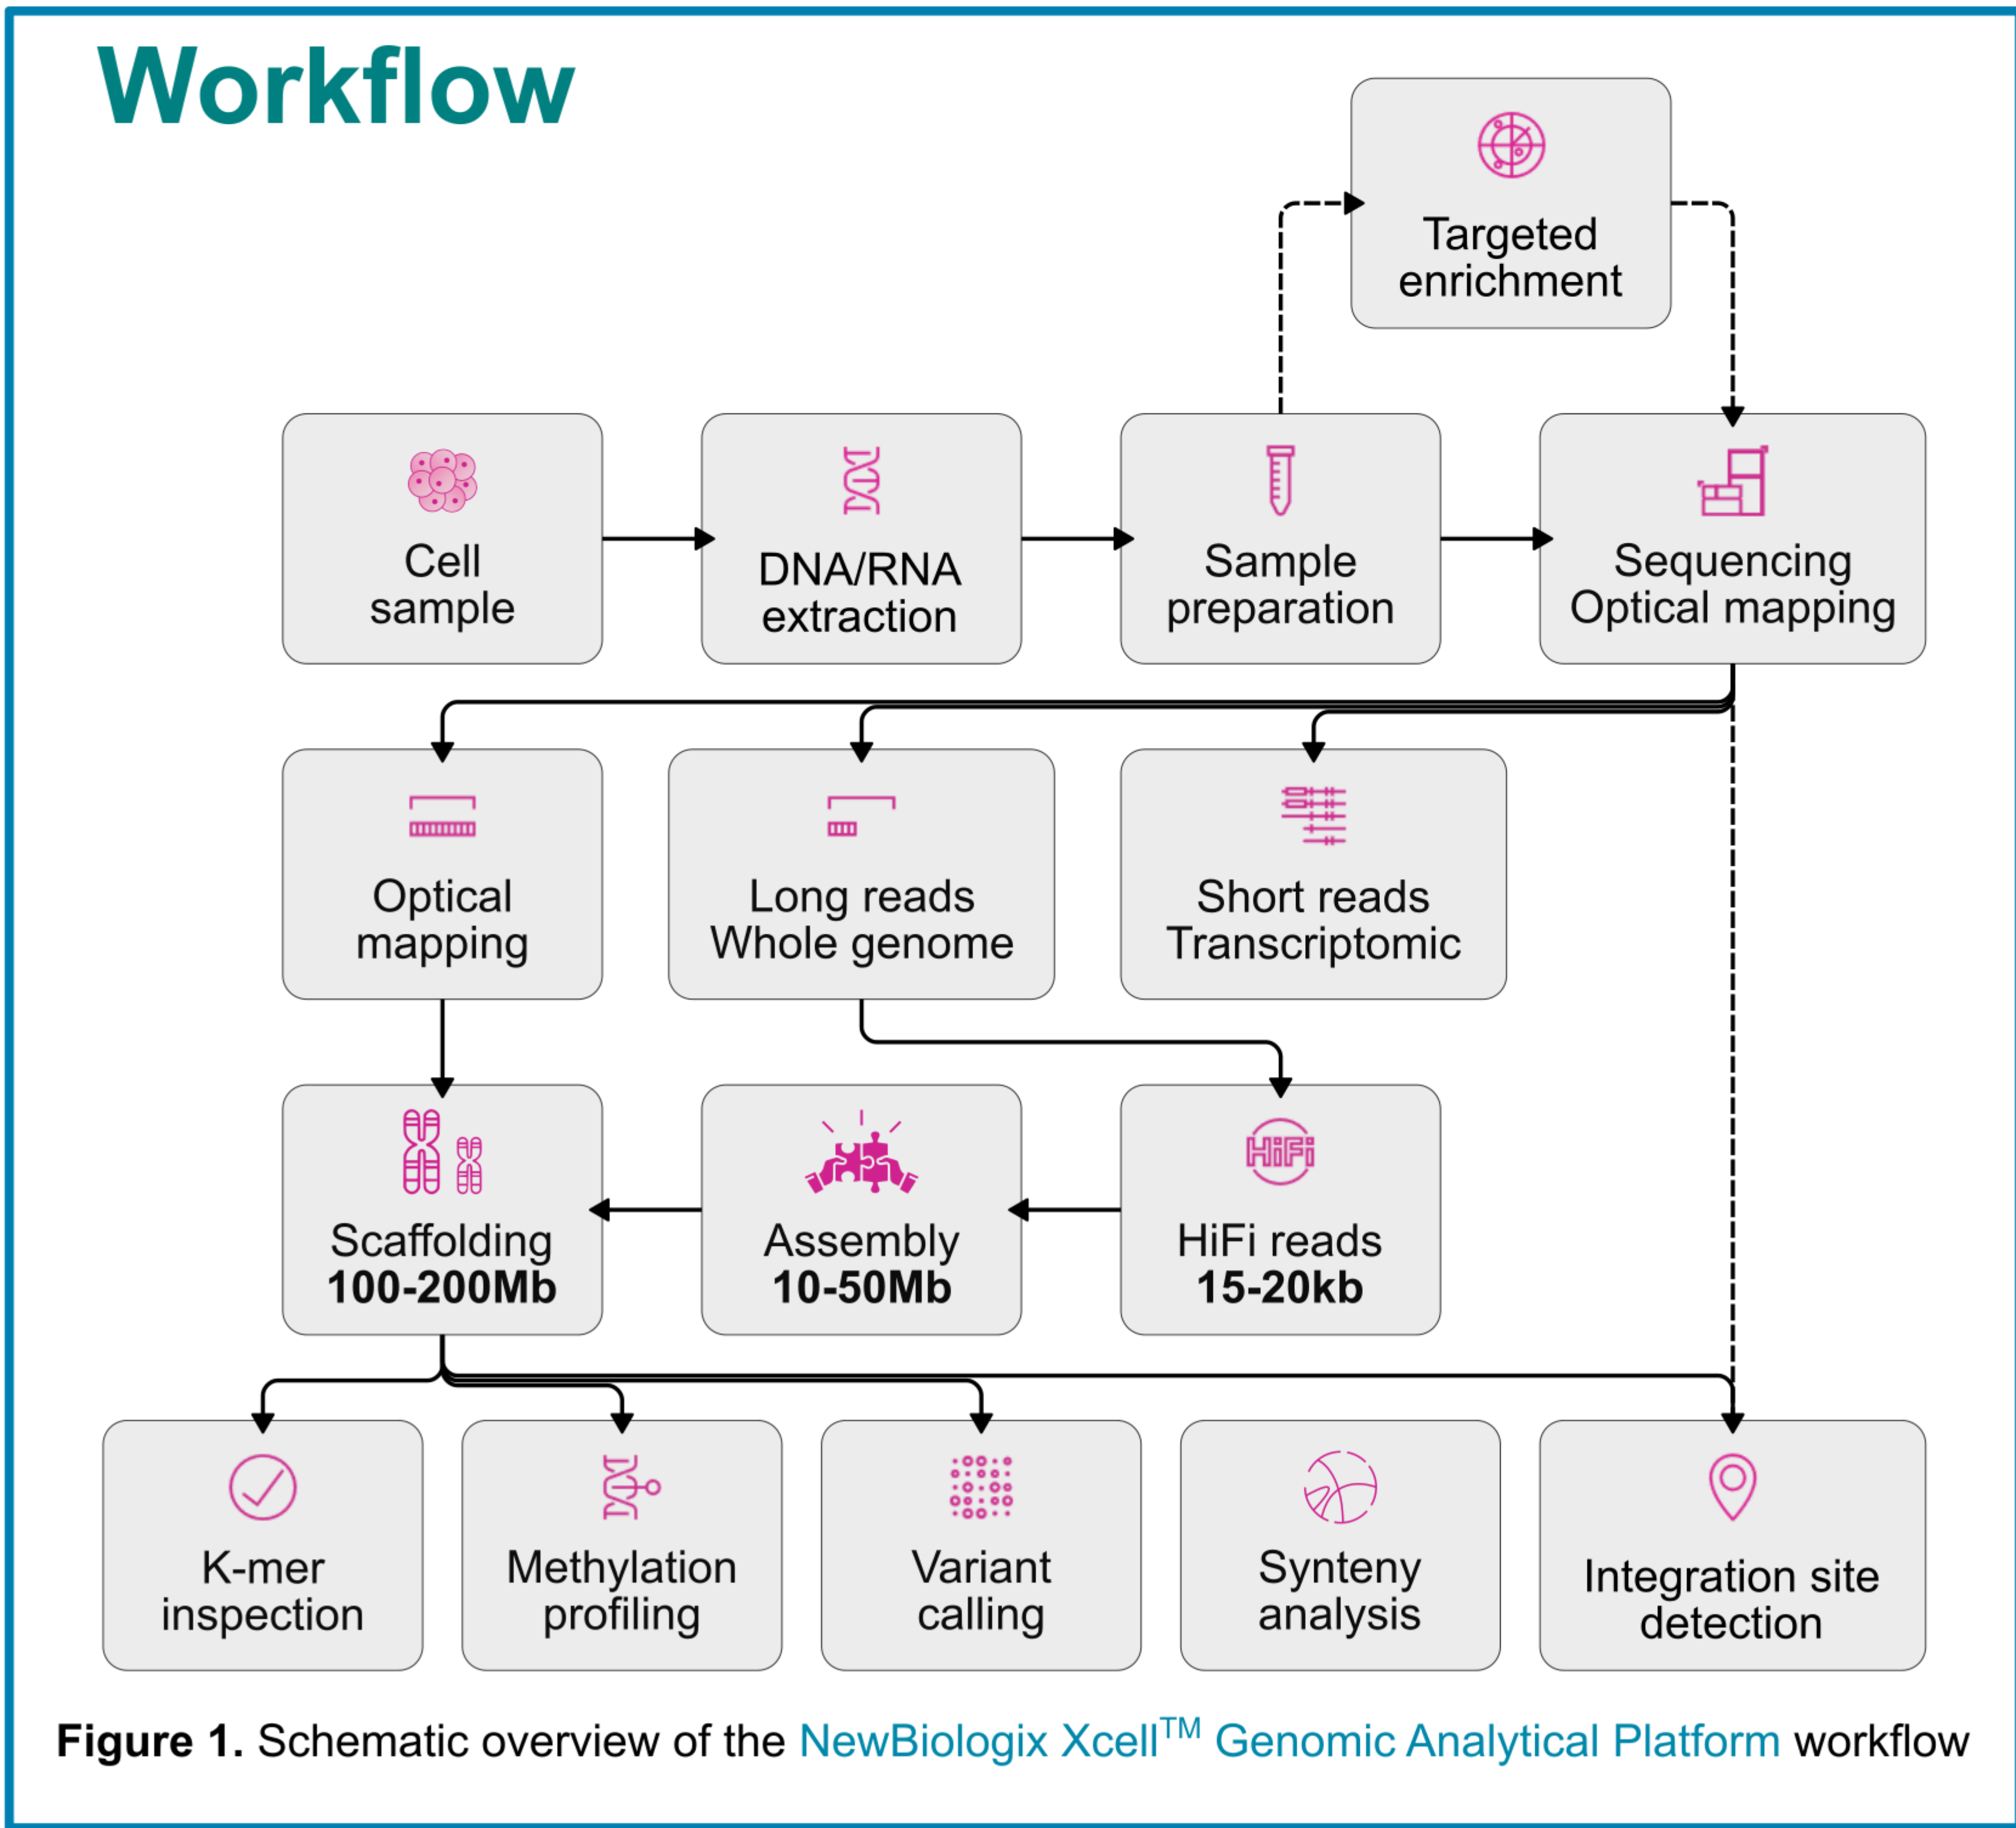 Workflow
Targeted
enrichment
Cell
sample
DNA/RNA
extraction
Sample
preparation
Sequencing
Optical mapping
Optical
mapping
Long reads
Whole genome
Short reads
Transcriptomic
Scaffolding
100-200Mb
Assembly
10-50Mb
HiFi
HiFi reads
15-20kb
K-mer
inspection
Methylation
profiling
Variant
calling
Synteny
analysis
Integration site
detection
Figure 1. Schematic overview of the NewBiologix Xcell™ Genomic Analytical Platform workflow